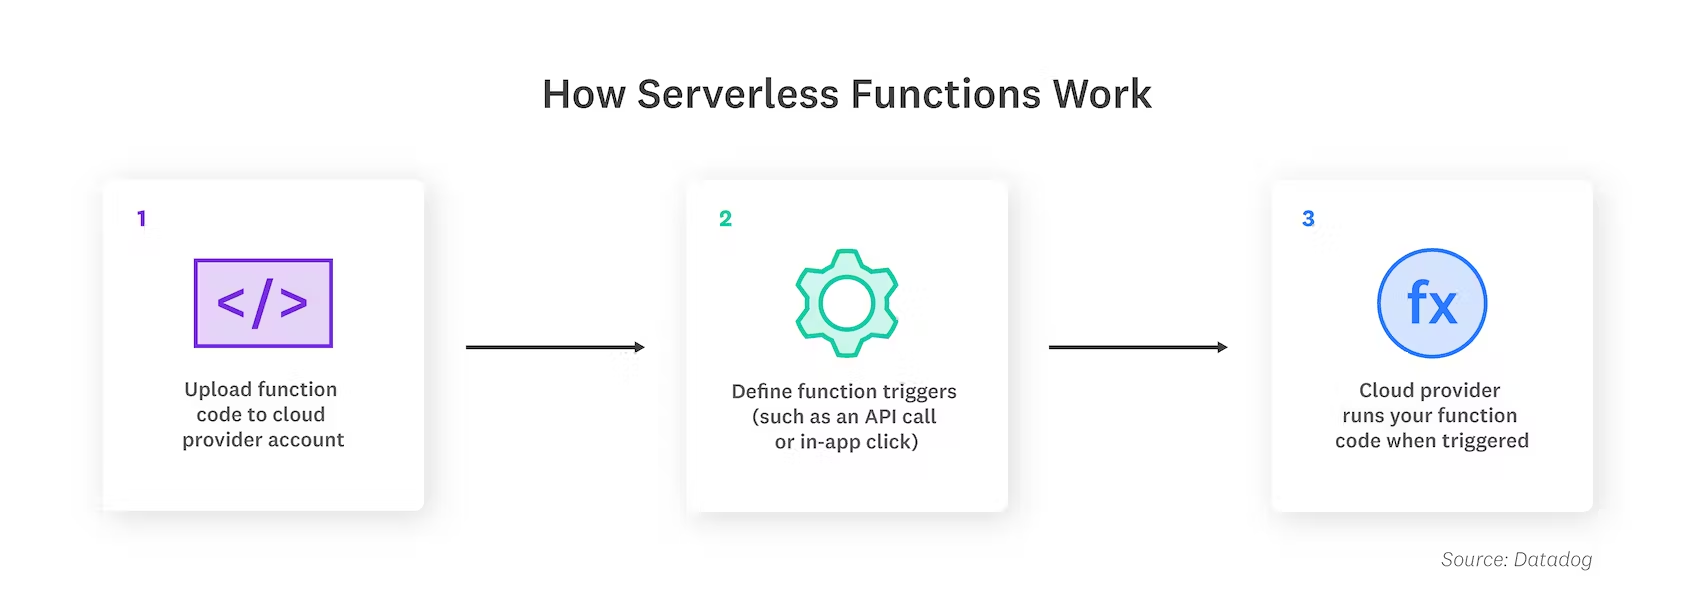 How Serverless Functions Work
1
</>
Upload function
code to cloud
provider account
2
Define function triggers
(such as an API call
or in-app click)
3
fx
Cloud provider
runs your function
code when triggered
Source: Datadog